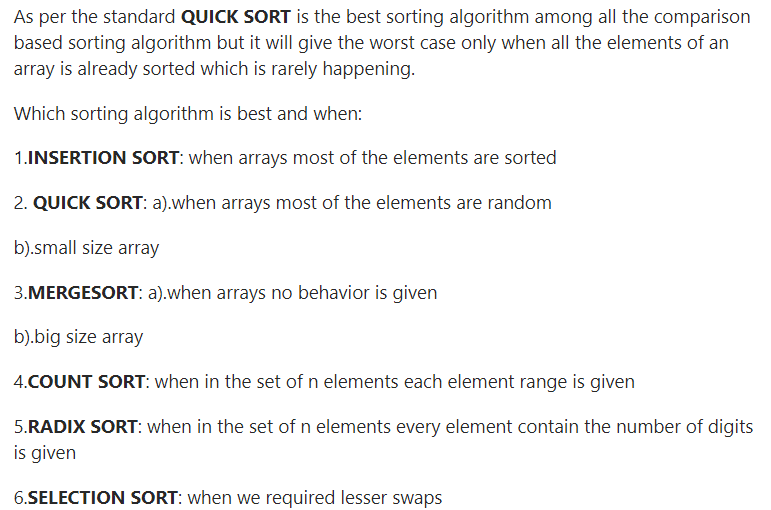 As per the standard QUICK SORT is the best sorting algorithm among all the comparison
based sorting algorithm but it will give the worst case only when all the elements of an
array is already sorted which is rarely happening.
Which sorting algorithm is best and when:
1.INSERTION SORT: when arrays most of the elements are sorted
2. QUICK SORT: a).when arrays most of the elements are random
b).small size array
3.MERGESORT: a).when arrays no behavior is given
b).big size array
4.COUNT SORT: when in the set of n elements each element range is given
5.RADIX SORT: when in the set of n elements every element contain the number of digits
is given
6.SELECTION SORT: when we required lesser swaps